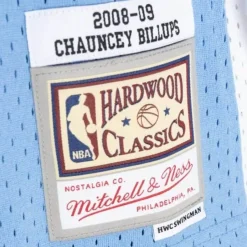 2008-09
CHAUNCEY BILLUPS
HARDWOOD
CLASSICS
NBA
NOSTALGIA CO.
Mitchell & Ness
PHILADELPHIA, PA.
HWC SWINGMAN